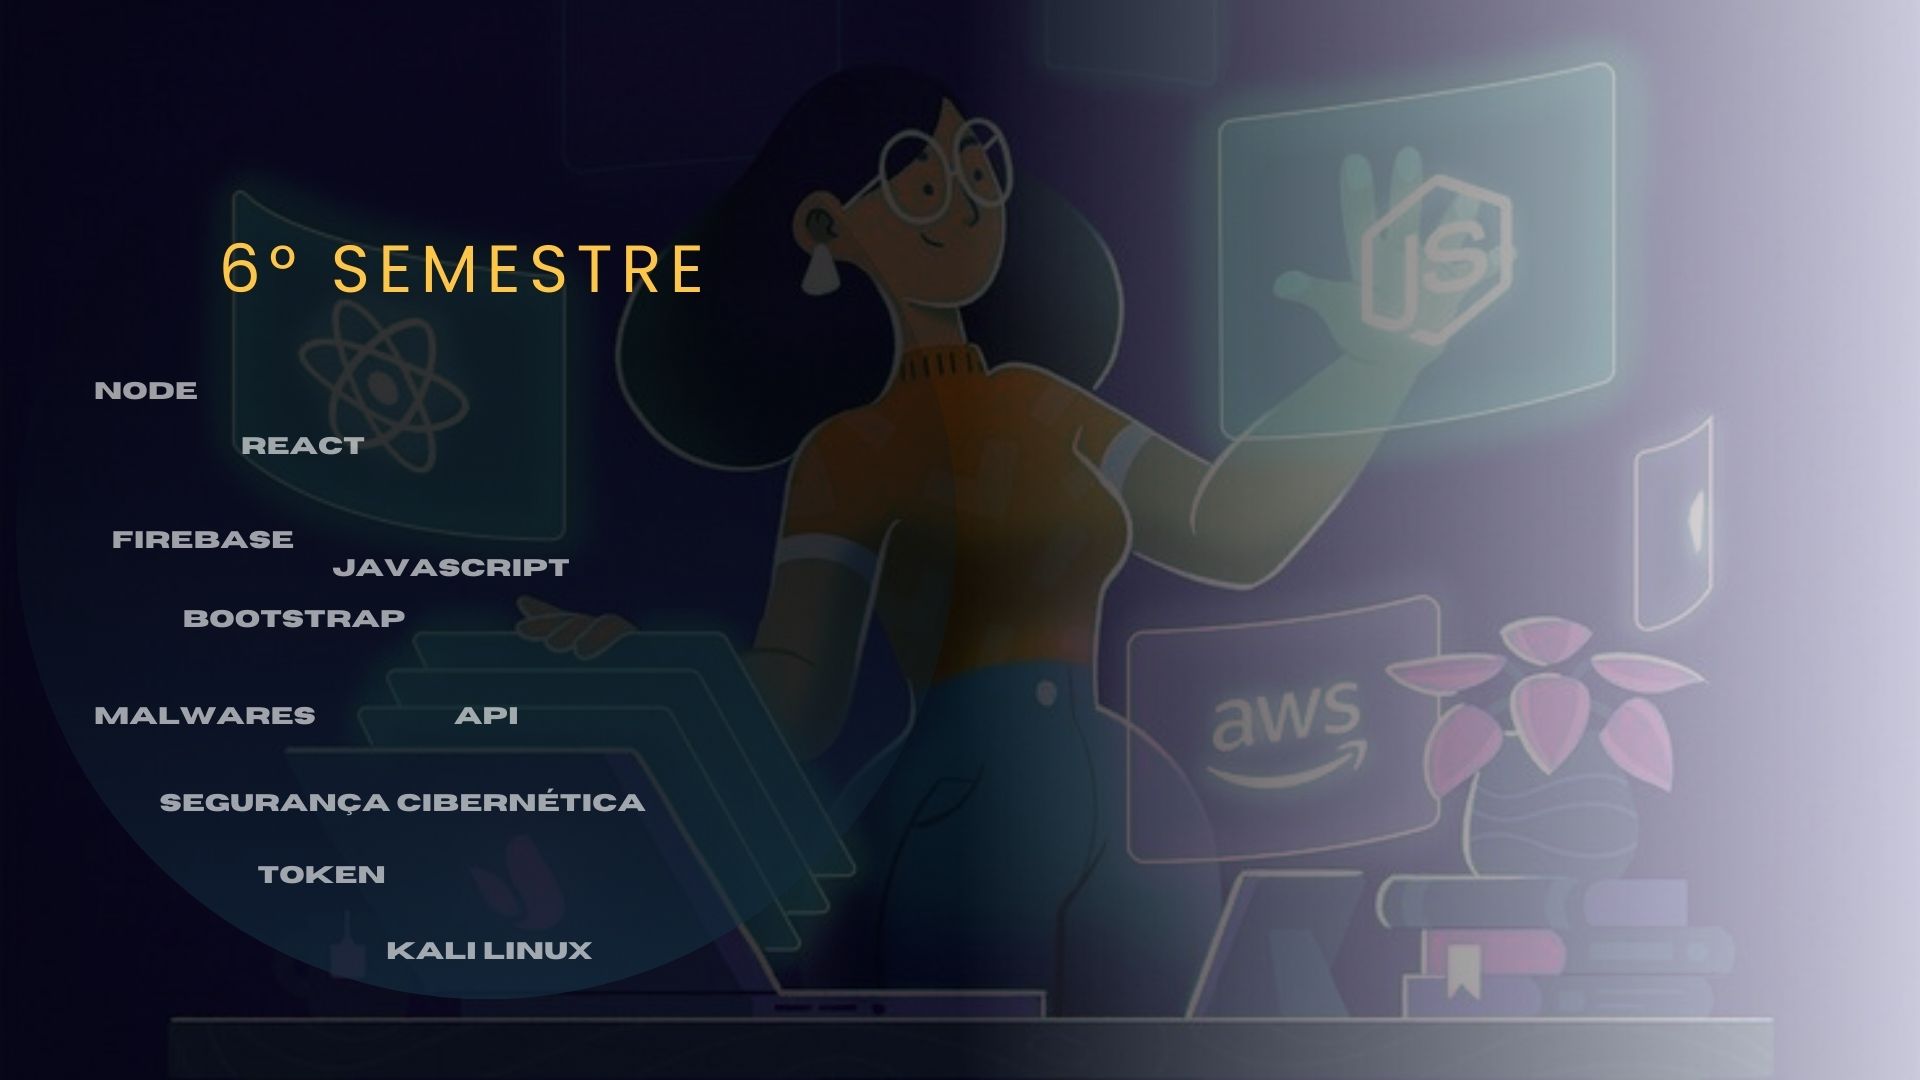 6º SEMESTRE
JS
NODE
REACT
FIREBASE
JAVASCRIPT
BOOTSTRAP
aws
MALWARES
API
SEGURANÇA CIBERNÉTICA
TOKEN
KALI LINUX